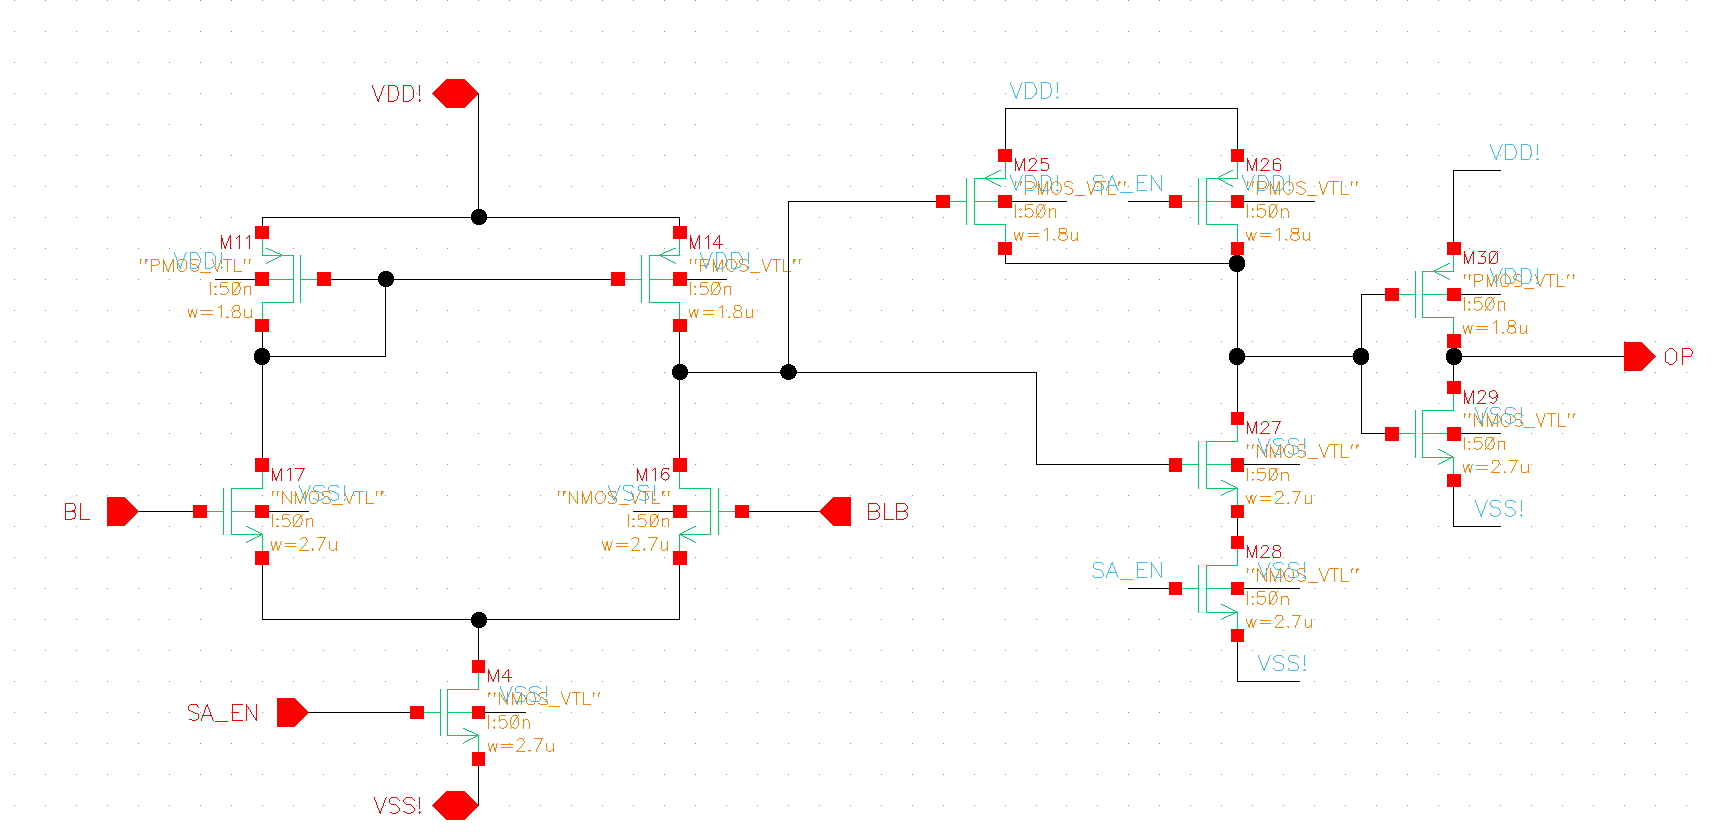 VDD!
M11
VDD!
"PMOS_VTL"
l:50n
w=1.8u
M14
VDD!
"PMOS_VTL"
l:50n
w=1.8u
BL
M17
VSS!
"NMOS_VTL"
l:50n
w=2.7u
M16
VSS!
"NMOS_VTL"
l:50n
w=2.7u
BLB
SA_EN
M4
VSS!
"NMOS_VTL"
l:50n
w=2.7u
VSS!
VDD!
M25
VDD!
"PMOS_VTL"
l:50n
w=1.8u
SA_EN
M26
VDD!
"PMOS_VTL"
l:50n
w=1.8u
M27
VSS!
"NMOS_VTL"
l:50n
w=2.7u
SA_EN
M28
VSS!
"NMOS_VTL"
l:50n
w=2.7u
VSS!
VDD!
M30
VDD!
"PMOS_VTL"
l:50n
w=1.8u
OP
M29
VSS!
"NMOS_VTL"
l:50n
w=2.7u
VSS!